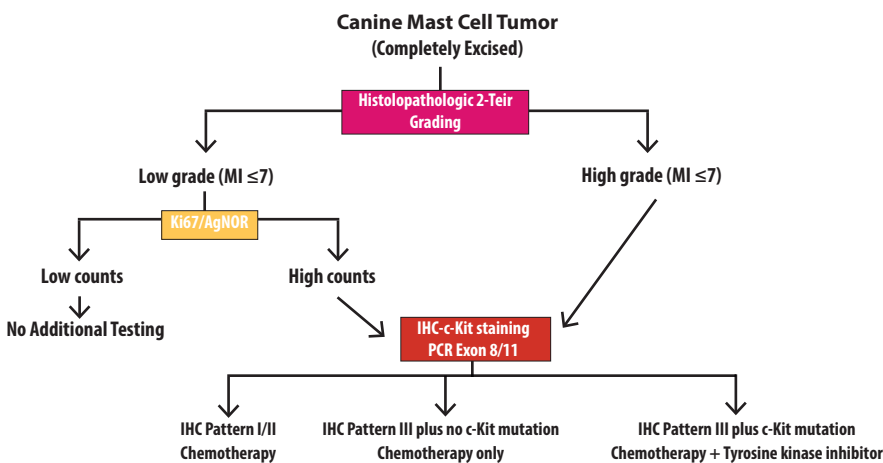 Canine Mast Cell Tumor
(Completely Excised)
Histolopathologic 2-Teir
Grading
Low grade (MI ≤7)
High grade (MI ≤7)
Ki67/AgNOR
Low counts
High counts
No Additional Testing
IHC-c-Kit staining
PCR Exon 8/11
IHC Pattern I/II
Chemotherapy
IHC Pattern III plus no c-Kit mutation
Chemotherapy only
IHC Pattern III plus c-Kit mutation
Chemotherapy + Tyrosine kinase inhibitor